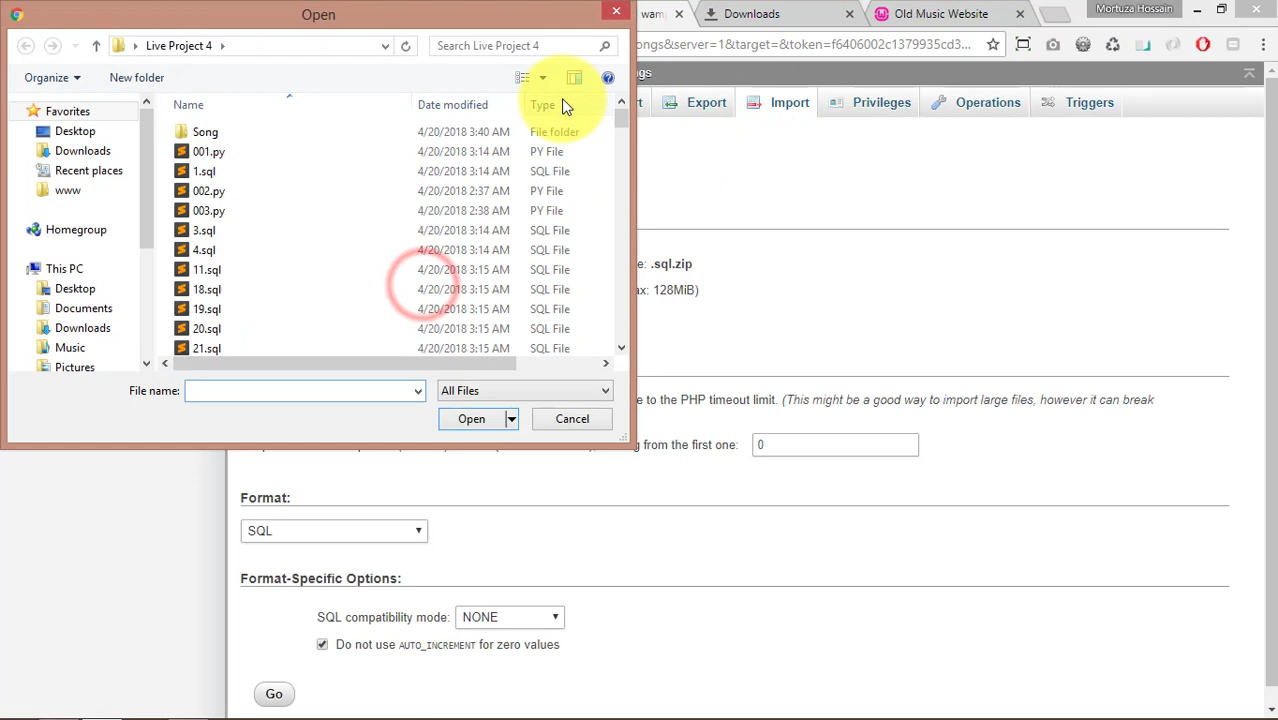 Open
wamp
Downloads
Old Music Website
Mortuza Hossain
Live Project 4
Search Live Project 4
ongs&server=1&target=&token=f6406002c1379935cd3...
Organize
New folder
gs
Favorites
Desktop
Downloads
Recent places
www
Homegroup
This PC
Desktop
Documents
Downloads
Music
Pictures
Name Date modified Type
Song 4/20/2018 3:40 AM File folder
001.py 4/20/2018 3:14 AM PY File
1.sql 4/20/2018 3:14 AM SQL File
002.py 4/20/2018 2:37 AM PY File
003.py 4/20/2018 2:38 AM PY File
3.sql 4/20/2018 3:14 AM SQL File
4.sql 4/20/2018 3:14 AM SQL File
11.sql 4/20/2018 3:15 AM SQL File
18.sql 4/20/2018 3:15 AM SQL File
19.sql 4/20/2018 3:15 AM SQL File
20.sql 4/20/2018 3:15 AM SQL File
21.sql 4/20/2018 3:15 AM SQL File
File name:
All Files
Open
Cancel
rt Export Import Privileges Operations Triggers
e: .sql.zip
ax: 128MiB)
e to the PHP timeout limit. (This might be a good way to import large files, however it can break
ng from the first one: 0
Format:
SQL
Format-Specific Options:
SQL compatibility mode: NONE
Do not use AUTO_INCREMENT for zero values
Go